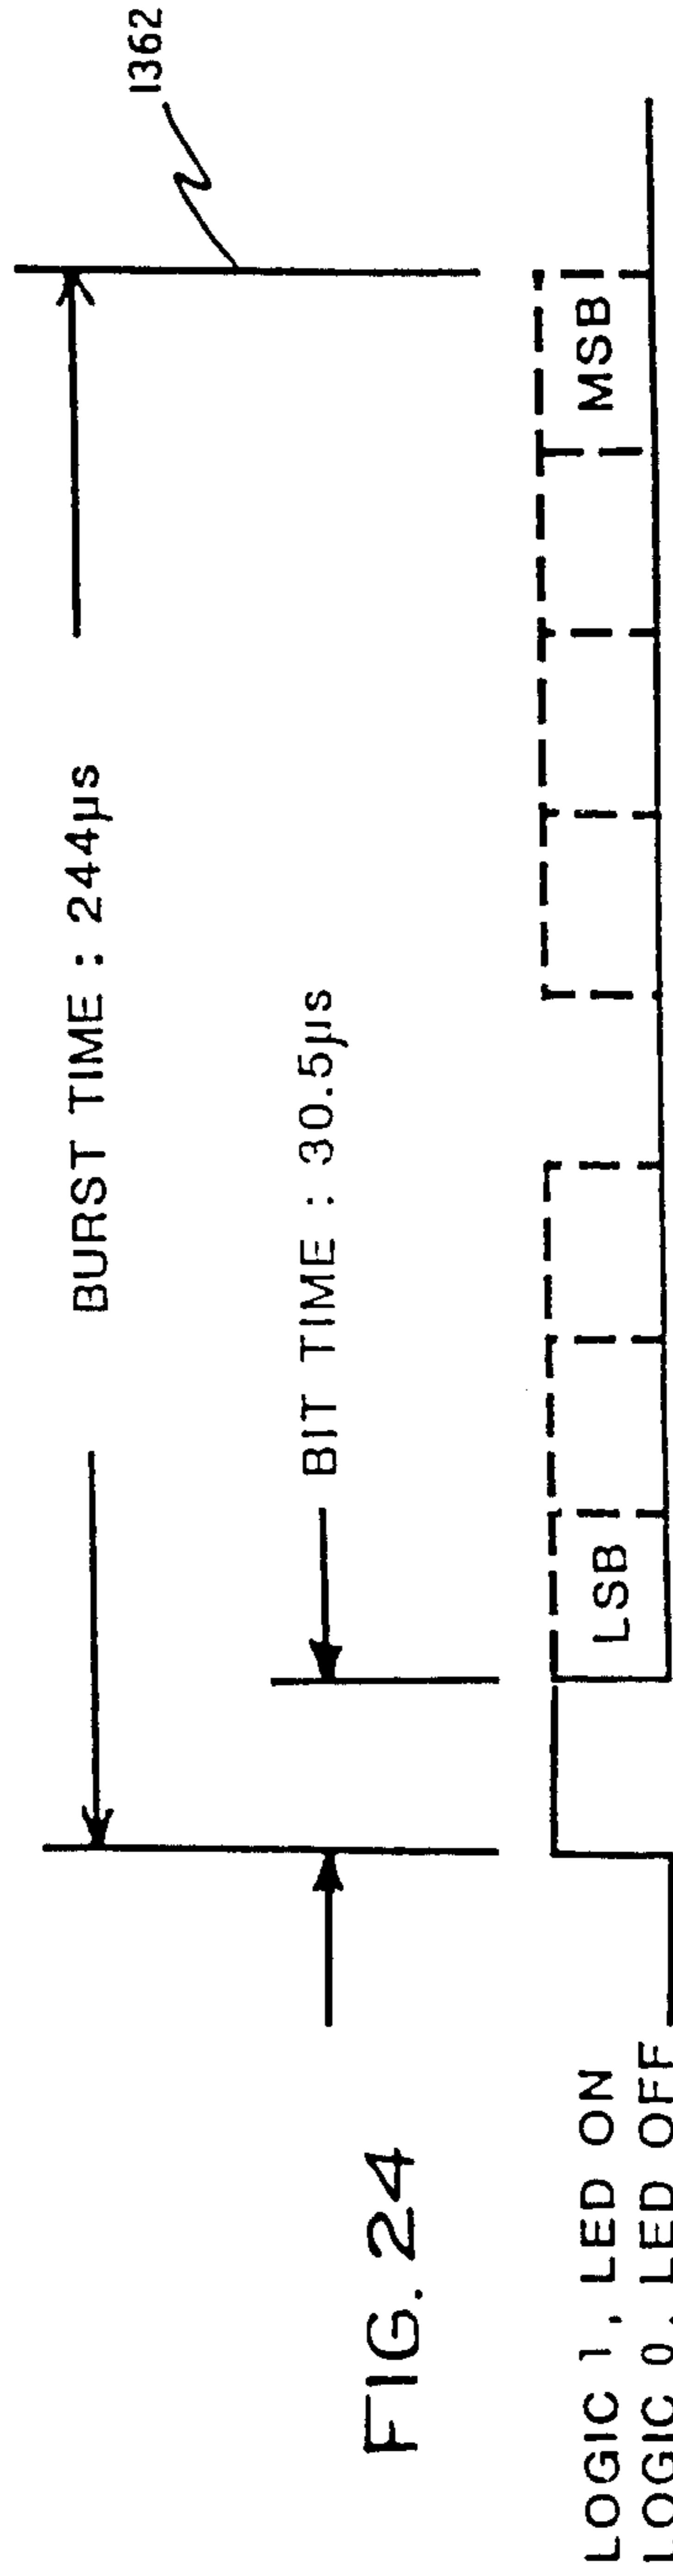 1362
BURST TIME : 244µs
BIT TIME : 30.5µs
LSB
MSB
FIG. 24
LOGIC 1, LED ON
LOGIC 0, LED OFF